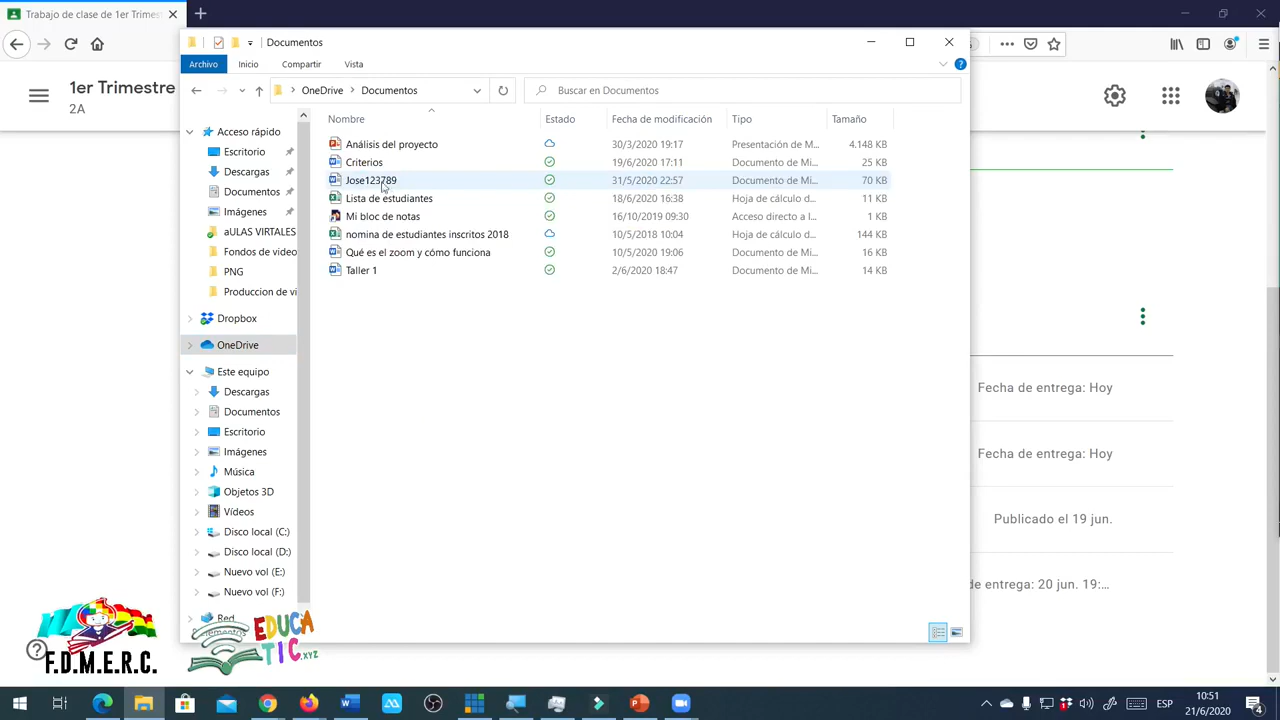 Trabajo de clase de 1er Trimes
Documentos
Archivo
Inicio
Compartir
Vista
OneDrive
Documentos
Buscar en Documentos
1er Trimestre
2A
Nombre
Estado
Fecha de modificación
Tipo
Tamaño
Análisis del proyecto 30/3/2020 19:17 Presentación de M... 4.148 KB
Criterios 19/6/2020 17:11 Documento de Mi... 25 KB
Jose123789 31/5/2020 22:57 Documento de Mi... 70 KB
Lista de estudiantes 18/6/2020 16:38 Hoja de cálculo d... 11 KB
Mi bloc de notas 16/10/2019 09:30 Acceso directo a I... 1 KB
nomina de estudiantes inscritos 2018 10/5/2018 10:04 Hoja de cálculo d... 144 KB
Qué es el zoom y cómo funciona 10/5/2020 19:06 Documento de Mi... 16 KB
Taller 1 2/6/2020 18:47 Documento de Mi... 14 KB
Acceso rápido
Escritorio
Descargas
Documentos
Imágenes
aULAS VIRTALES
Fondos de video
PNG
Produccion de vi
Dropbox
OneDrive
Este equipo
Descargas
Documentos
Escritorio
Imágenes
Música
Objetos 3D
Vídeos
Disco local (C:)
Disco local (D:)
Nuevo vol (E:)
Nuevo vol (F:)
Red
Fecha de entrega: Hoy
Fecha de entrega: Hoy
Publicado el 19 jun.
de entrega: 20 jun. 19:...
F.D.M.E.R.C.
EDUCA
TIC.xyz
ESP
10:51
21/6/2020